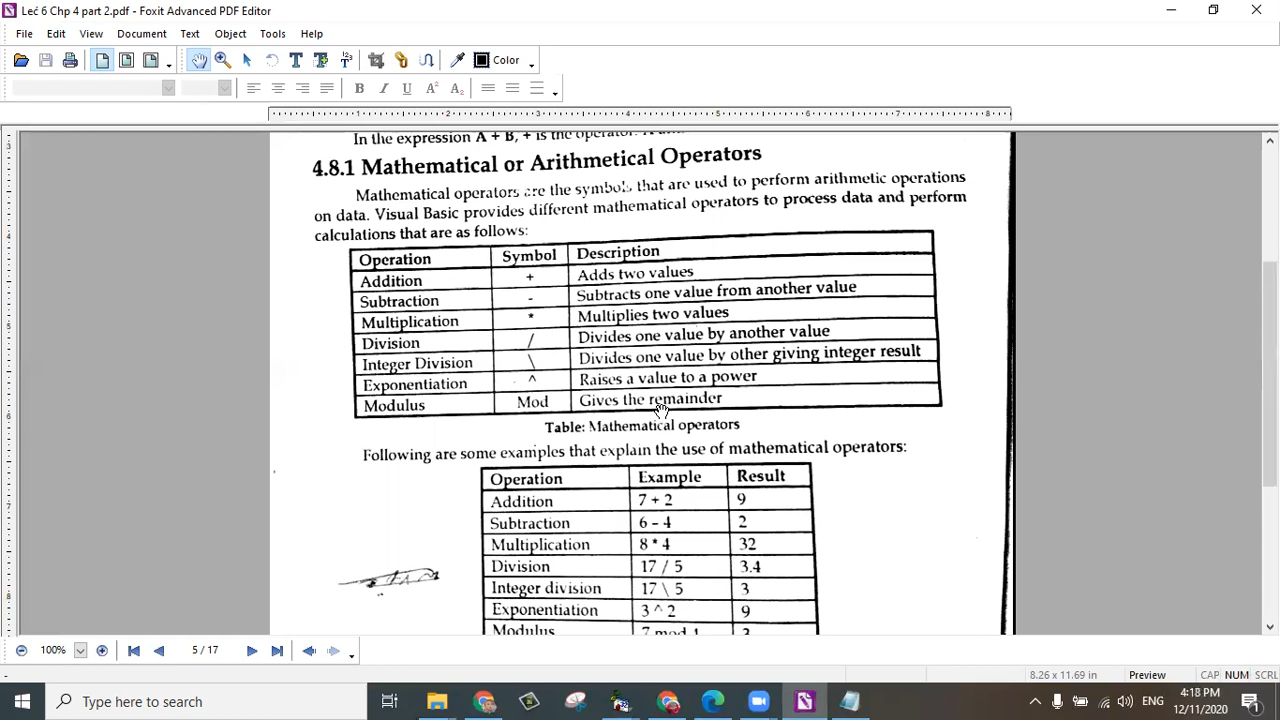 Lec 6 Chp 4 part 2.pdf - Foxit Advanced PDF Editor
File Edit View Document Text Object Tools Help
Color
In the expression A + B, + is the operator.
4.8.1 Mathematical or Arithmetical Operators
Mathematical operators are the symbols that are used to perform arithmetic operations
on data. Visual Basic provides different mathematical operators to process data and perform
calculations that are as follows:
Operation Symbol Description
Addition + Adds two values
Subtraction - Subtracts one value from another value
Multiplication * Multiplies two values
Division / Divides one value by another value
Integer Division \ Divides one value by other giving integer result
Exponentiation ^ Raises a value to a power
Modulus Mod Gives the remainder
Table: Mathematical operators
Following are some examples that explain the use of mathematical operators:
Operation Example Result
Addition 7 + 2 9
Subtraction 6 - 4 2
Multiplication 8 * 4 32
Division 17 / 5 3.4
Integer division 17 \ 5 3
Exponentiation 3 ^ 2 9
Modulus 7 mod
100% 5 / 17
8.26 x 11.69 in Preview CAP NUM SCRL
Type here to search
ENG
4:18 PM
12/11/2020